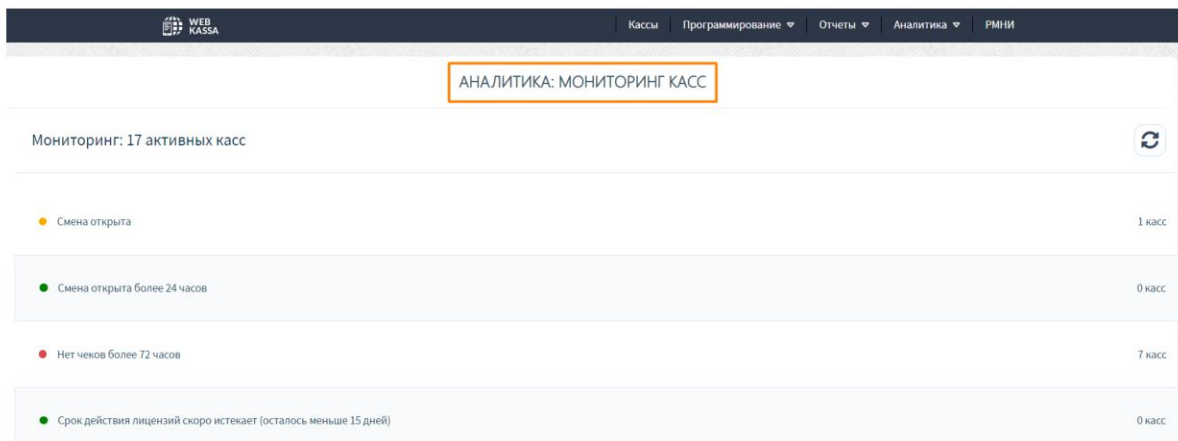 WEB KASSA
Кассы Программирование Отчеты Аналитика РМНИ
АНАЛИТИКА: МОНИТОРИНГ КАСС
Мониторинг: 17 активных касс
Смена открыта 1 касс
Смена открыта более 24 часов 0 касс
Нет чеков более 72 часов 7 касс
Срок действия лицензий скоро истекает (осталось меньше 15 дней) 0 касс